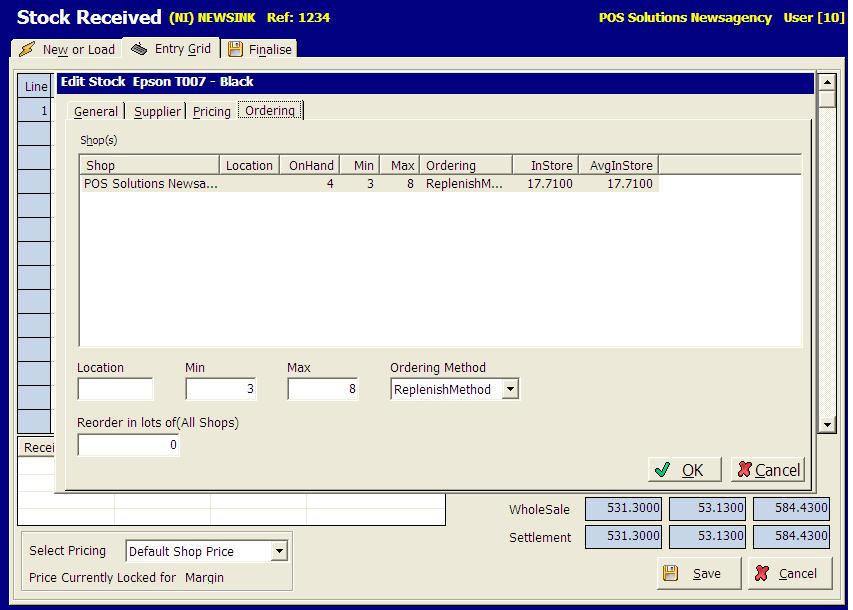 Stock Received (NI) NEWSINK Ref: 1234 POS Solutions Newsagency User [10]
New or Load Entry Grid Finalise
Line Edit Stock Epson T007 - Black
1 General Supplier Pricing Ordering
Shop(s)
Shop Location OnHand Min Max Ordering InStore AvgInStore
POS Solutions Newsa... 4 3 8 ReplenishM... 17.7100 17.7100
Location Min Max Ordering Method
3 8 ReplenishMethod
Reorder in lots of(All Shops)
0
Recei
OK Cancel
WholeSale 531.3000 53.1300 584.4300
Settlement 531.3000 53.1300 584.4300
Select Pricing Default Shop Price
Price Currently Locked for Margin
Save Cancel